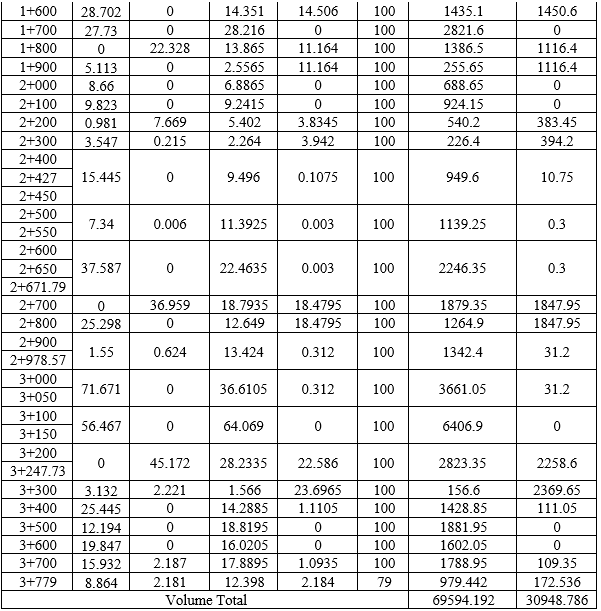 1+600 28.702 0 14.351 14.506 100 1435.1 1450.6
1+700 27.73 0 28.216 0 100 2821.6 0
1+800 0 22.328 13.865 11.164 100 1386.5 1116.4
1+900 5.113 0 2.5565 11.164 100 255.65 1116.4
2+000 8.66 0 6.8865 0 100 688.65 0
2+100 9.823 0 9.2415 0 100 924.15 0
2+200 0.981 7.669 5.402 3.8345 100 540.2 383.45
2+300 3.547 0.215 2.264 3.942 100 226.4 394.2
2+400
2+427 15.445 0 9.496 0.1075 100 949.6 10.75
2+450
2+500
7.34 0.006 11.3925 0.003 100 1139.25 0.3
2+550
2+600
2+650 37.587 0 22.4635 0.003 100 2246.35 0.3
2+671.79
2+700 0 36.959 18.7935 18.4795 100 1879.35 1847.95
2+800 25.298 0 12.649 18.4795 100 1264.9 1847.95
2+900
1.55 0.624 13.424 0.312 100 1342.4 31.2
2+978.57
3+000
71.671 0 36.6105 0.312 100 3661.05 31.2
3+050
3+100
56.467 0 64.069 0 100 6406.9 0
3+150
3+200
0 45.172 28.2335 22.586 100 2823.35 2258.6
3+247.73
3+300 3.132 2.221 1.566 23.6965 100 156.6 2369.65
3+400 25.445 0 14.2885 1.1105 100 1428.85 111.05
3+500 12.194 0 18.8195 0 100 1881.95 0
3+600 19.847 0 16.0205 0 100 1602.05 0
3+700 15.932 2.187 17.8895 1.0935 100 1788.95 109.35
3+779 8.864 2.181 12.398 2.184 79 979.442 172.536
Volume Total 69594.192 30948.786